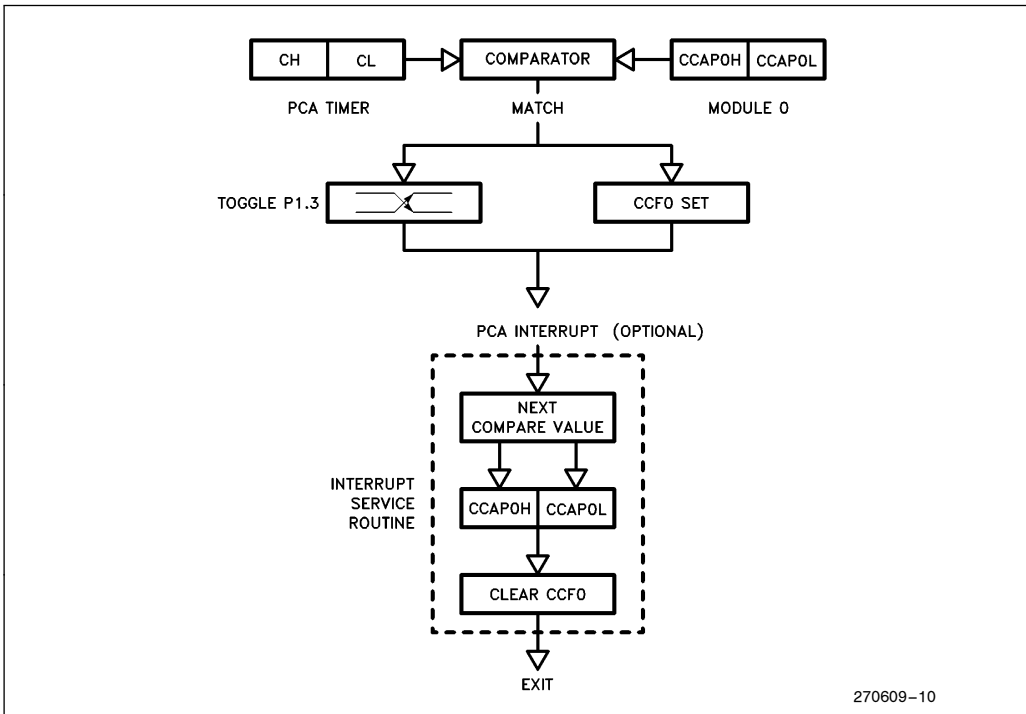 CH CL
COMPARATOR
CCAP0H CCAP0L
PCA TIMER
MATCH
MODULE 0
TOGGLE P1.3
CCF0 SET
PCA INTERRUPT (OPTIONAL)
NEXT
COMPARE VALUE
INTERRUPT
SERVICE
ROUTINE
CCAP0H CCAP0L
CLEAR CCF0
EXIT
270609-10